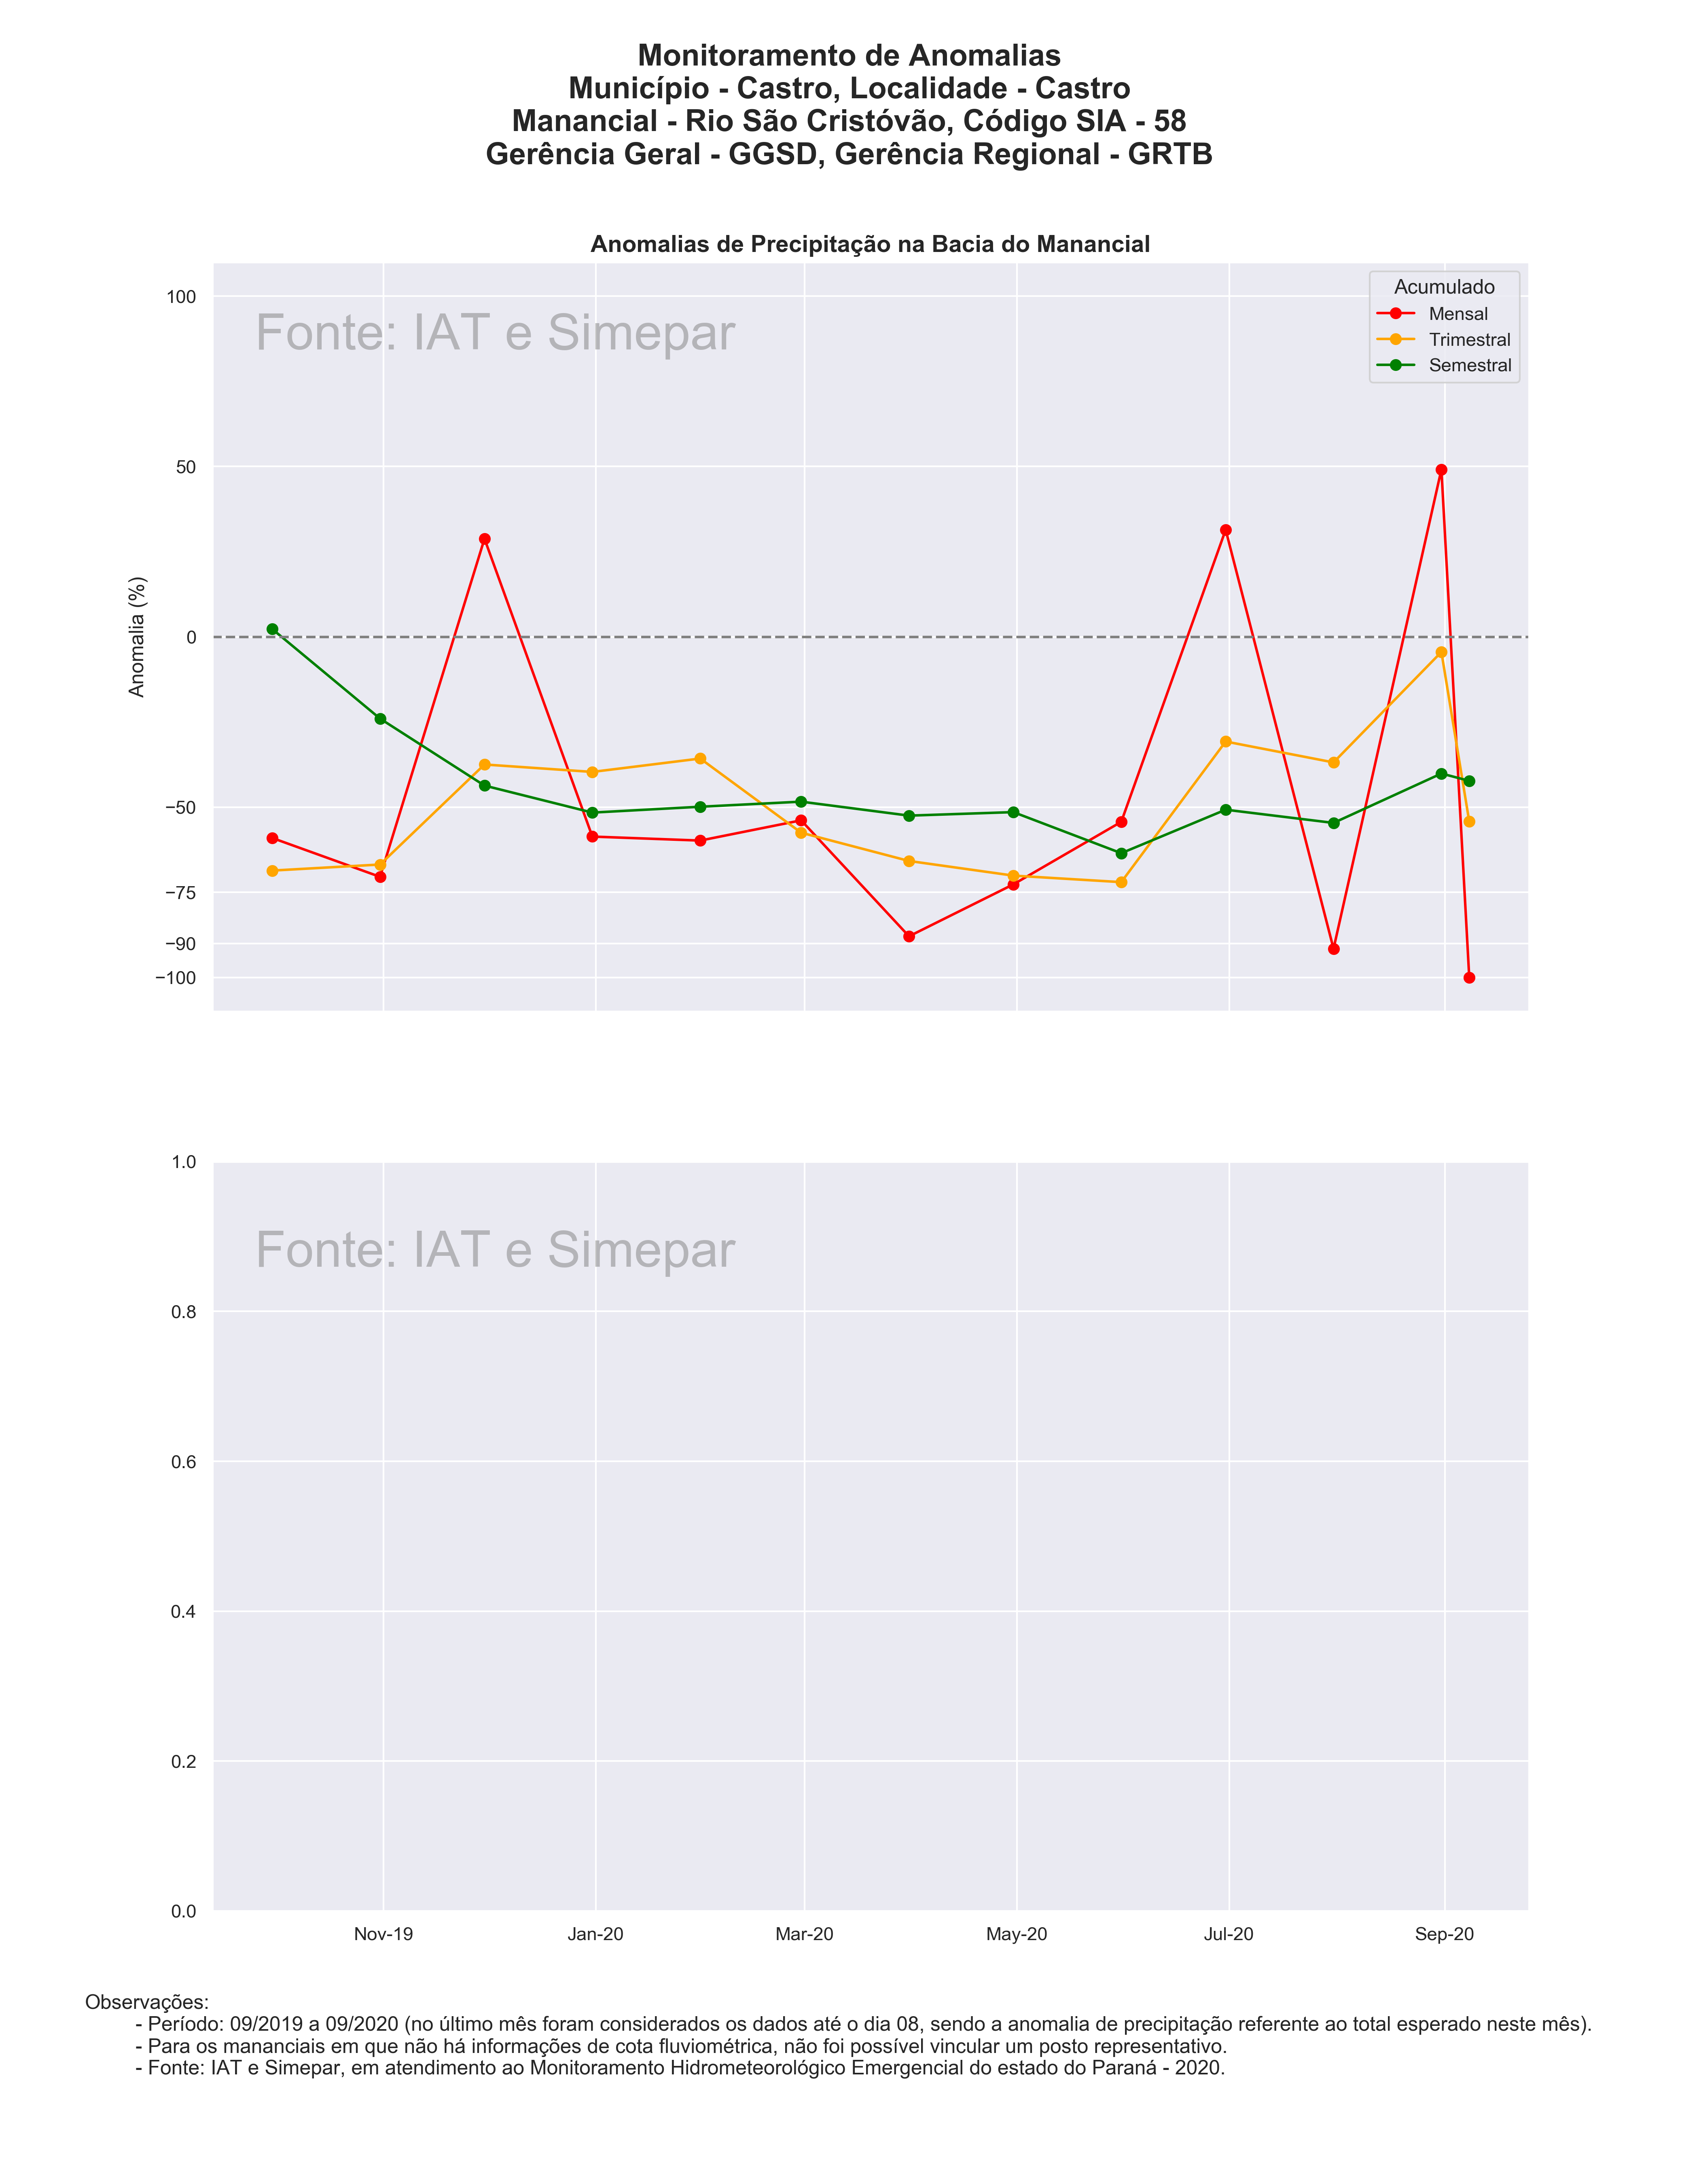 Monitoramento de Anomalias
Município - Castro, Localidade - Castro
Manancial - Rio São Cristóvão, Código SIA - 58
Gerência Geral - GGSD, Gerência Regional - GRTB
Anomalias de Precipitação na Bacia do Manancial
Fonte: IAT e Simepar
Acumulado
Mensal
Trimestral
Semestral
Anomalia (%)
100
50
0
−50
−75
−90
−100
Fonte: IAT e Simepar
1.0
0.8
0.6
0.4
0.2
0.0
Nov-19 Jan-20 Mar-20 May-20 Jul-20 Sep-20
Observações:
- Período: 09/2019 a 09/2020 (no último mês foram considerados os dados até o dia 08, sendo a anomalia de precipitação referente ao total esperado neste mês).
- Para os mananciais em que não há informações de cota fluviométrica, não foi possível vincular um posto representativo.
- Fonte: IAT e Simepar, em atendimento ao Monitoramento Hidrometeorológico Emergencial do estado do Paraná - 2020.